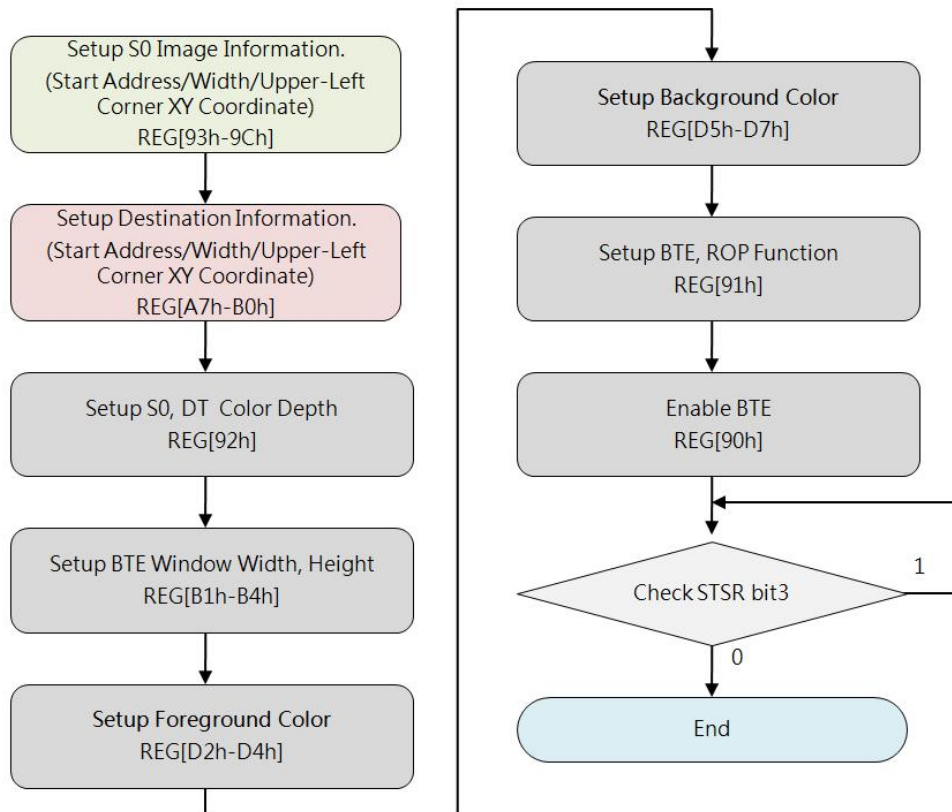 Setup S0 Image Information.
(Start Address/Width/Upper-Left
Corner XY Coordinate)
REG[93h-9Ch]
Setup Destination Information.
(Start Address/Width/Upper-Left
Corner XY Coordinate)
REG[A7h-B0h]
Setup S0, DT Color Depth
REG[92h]
Setup BTE Window Width, Height
REG[B1h-B4h]
Setup Foreground Color
REG[D2h-D4h]
Setup Background Color
REG[D5h-D7h]
Setup BTE, ROP Function
REG[91h]
Enable BTE
REG[90h]
Check STSR bit3
1
0
End